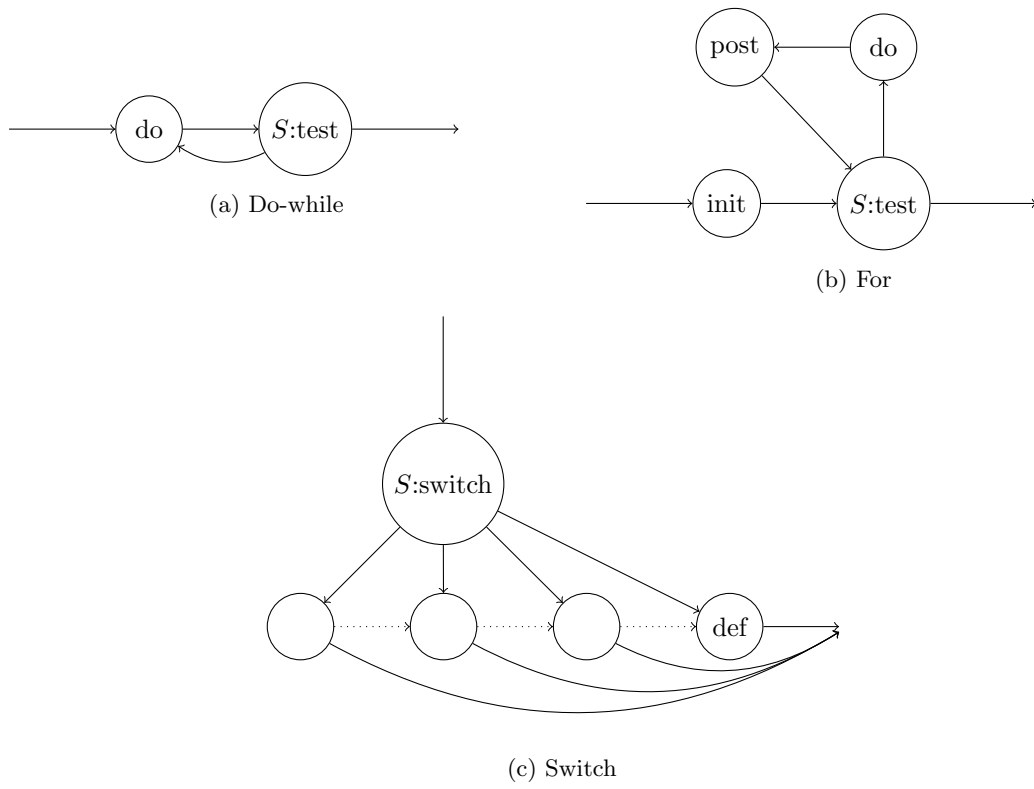 post
do
do
S:test
(a) Do-while
init
S:test
(b) For
S:switch
def
(c) Switch